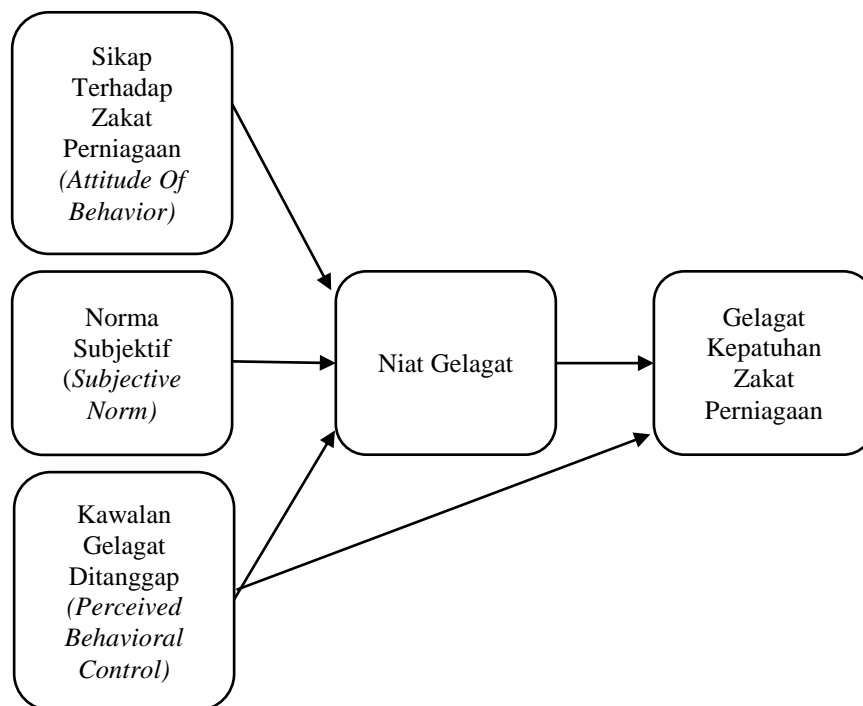 Sikap
Terhadap
Zakat
Perniagaan
(Attitude Of
Behavior)
Norma
Subjektif
(Subjective
Norm)
Kawalan
Gelagat
Ditanggap
(Perceived
Behavioral
Control)
Niat Gelagat
Gelagat
Kepatuhan
Zakat
Perniagaan